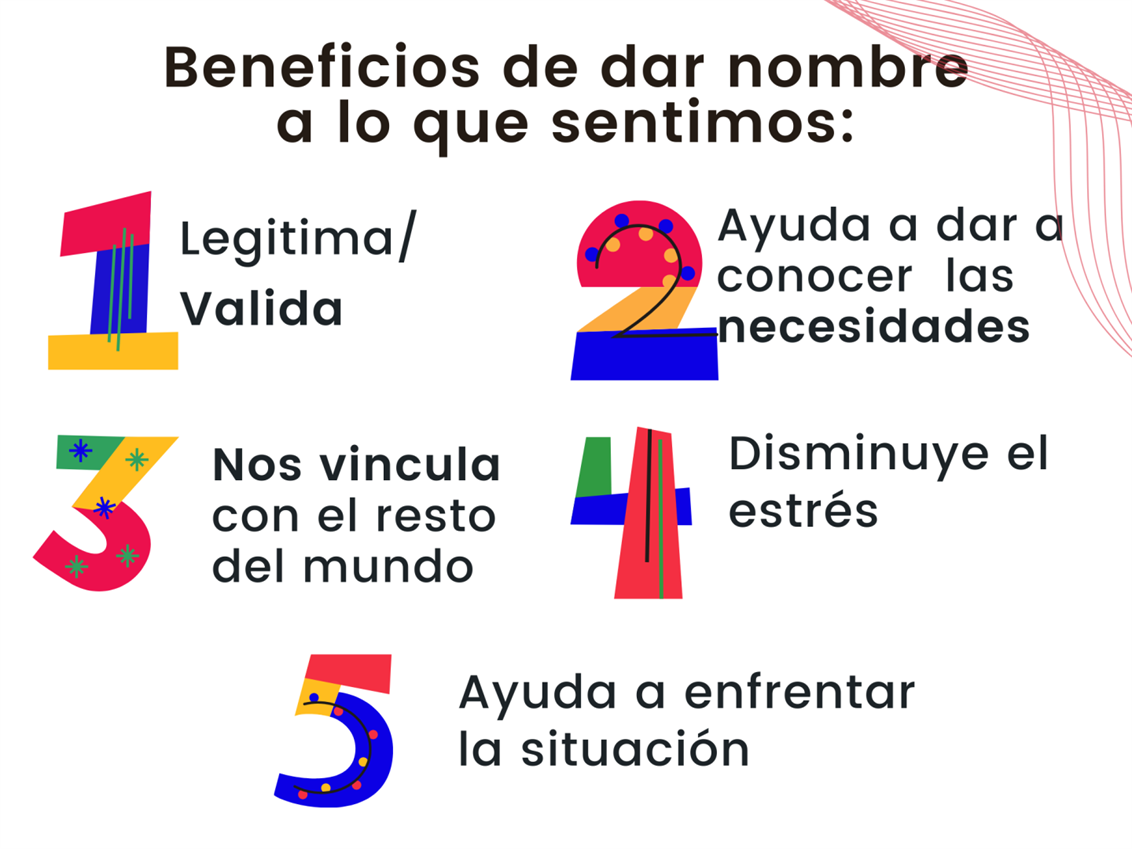 Beneficios de dar nombre
a lo que sentimos:
1
Legitima/
Valida
2
Ayuda a dar a
conocer las
necesidades
3
Nos vincula
con el resto
del mundo
4
Disminuye el
estrés
5
Ayuda a enfrentar
la situación